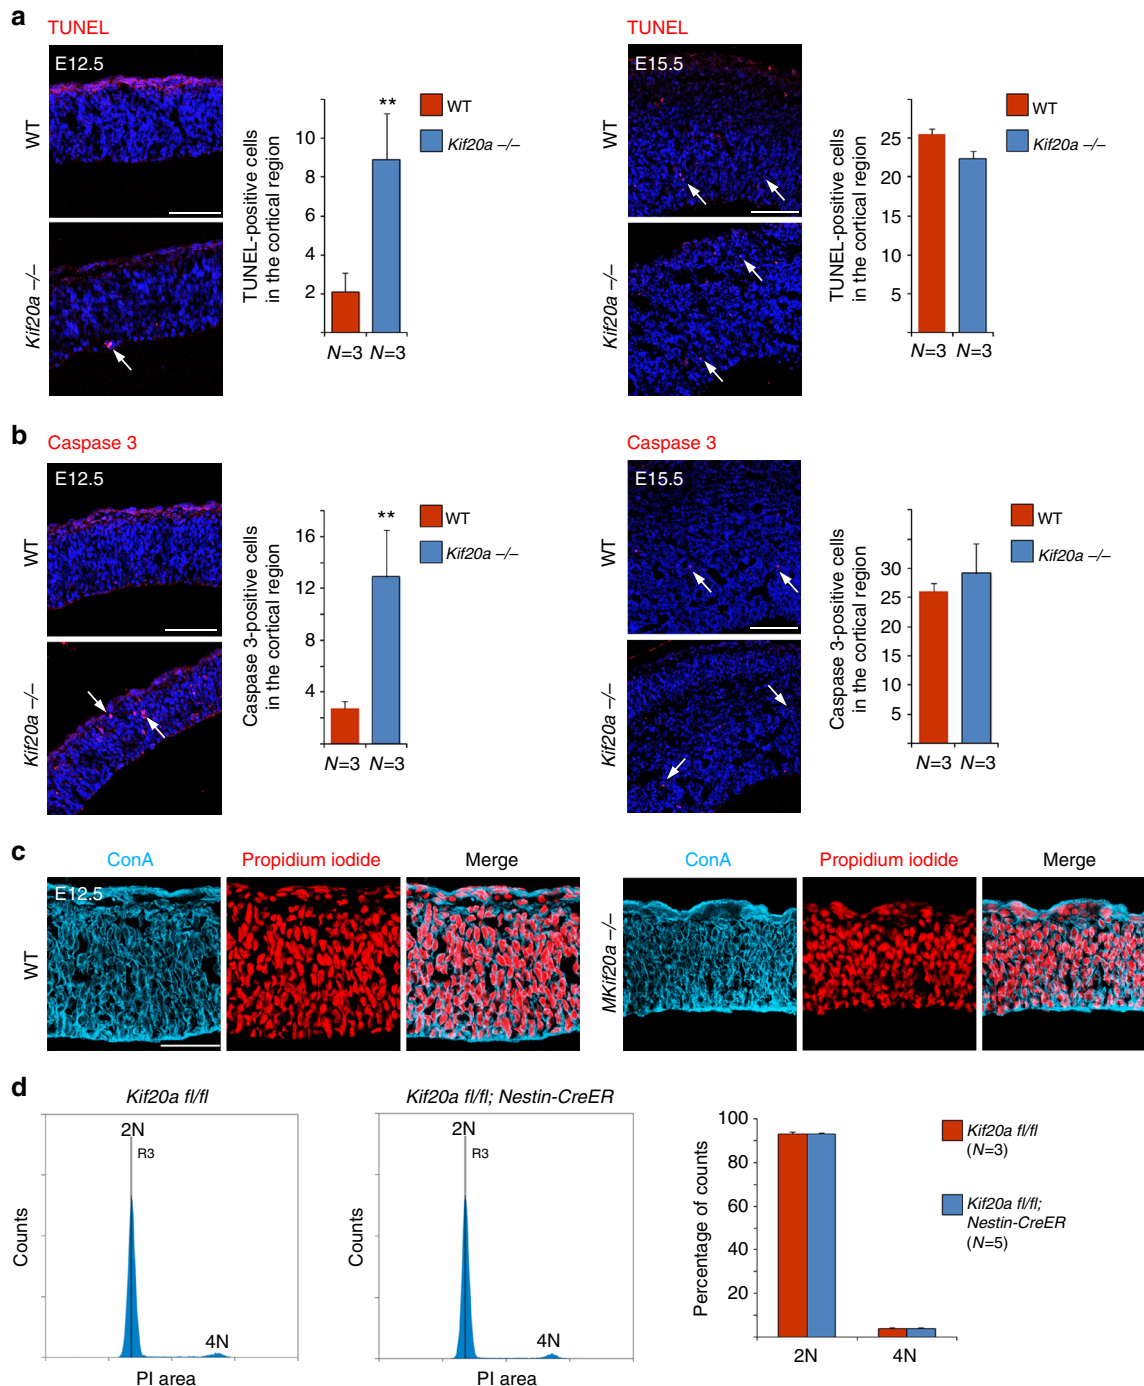 a
TUNEL
E12.5
WT
Kif20a –/–
TUNEL-positive cells
in the cortical region
10
8
6
4
2
**
N=3 N=3
WT
Kif20a –/–
TUNEL
E15.5
WT
Kif20a –/–
TUNEL-positive cells
in the cortical region
25
20
15
10
5
N=3 N=3
WT
Kif20a –/–
b
Caspase 3
E12.5
WT
Kif20a –/–
Caspase 3-positive cells
in the cortical region
16
12
8
4
**
N=3 N=3
WT
Kif20a –/–
Caspase 3
E15.5
WT
Kif20a –/–
Caspase 3-positive cells
in the cortical region
30
25
20
15
10
5
N=3 N=3
WT
Kif20a –/–
c
ConA Propidium iodide Merge
E12.5
WT
ConA Propidium iodide Merge
MKif20a –/–
d
Kif20a fl/fl
2N
R3
4N
Counts
PI area
Kif20a fl/fl; Nestin-CreER
2N
R3
4N
Counts
PI area
Percentage of counts
100
80
60
40
20
2N 4N
Kif20a fl/fl
(N=3)
Kif20a fl/fl;
Nestin-CreER
(N=5)